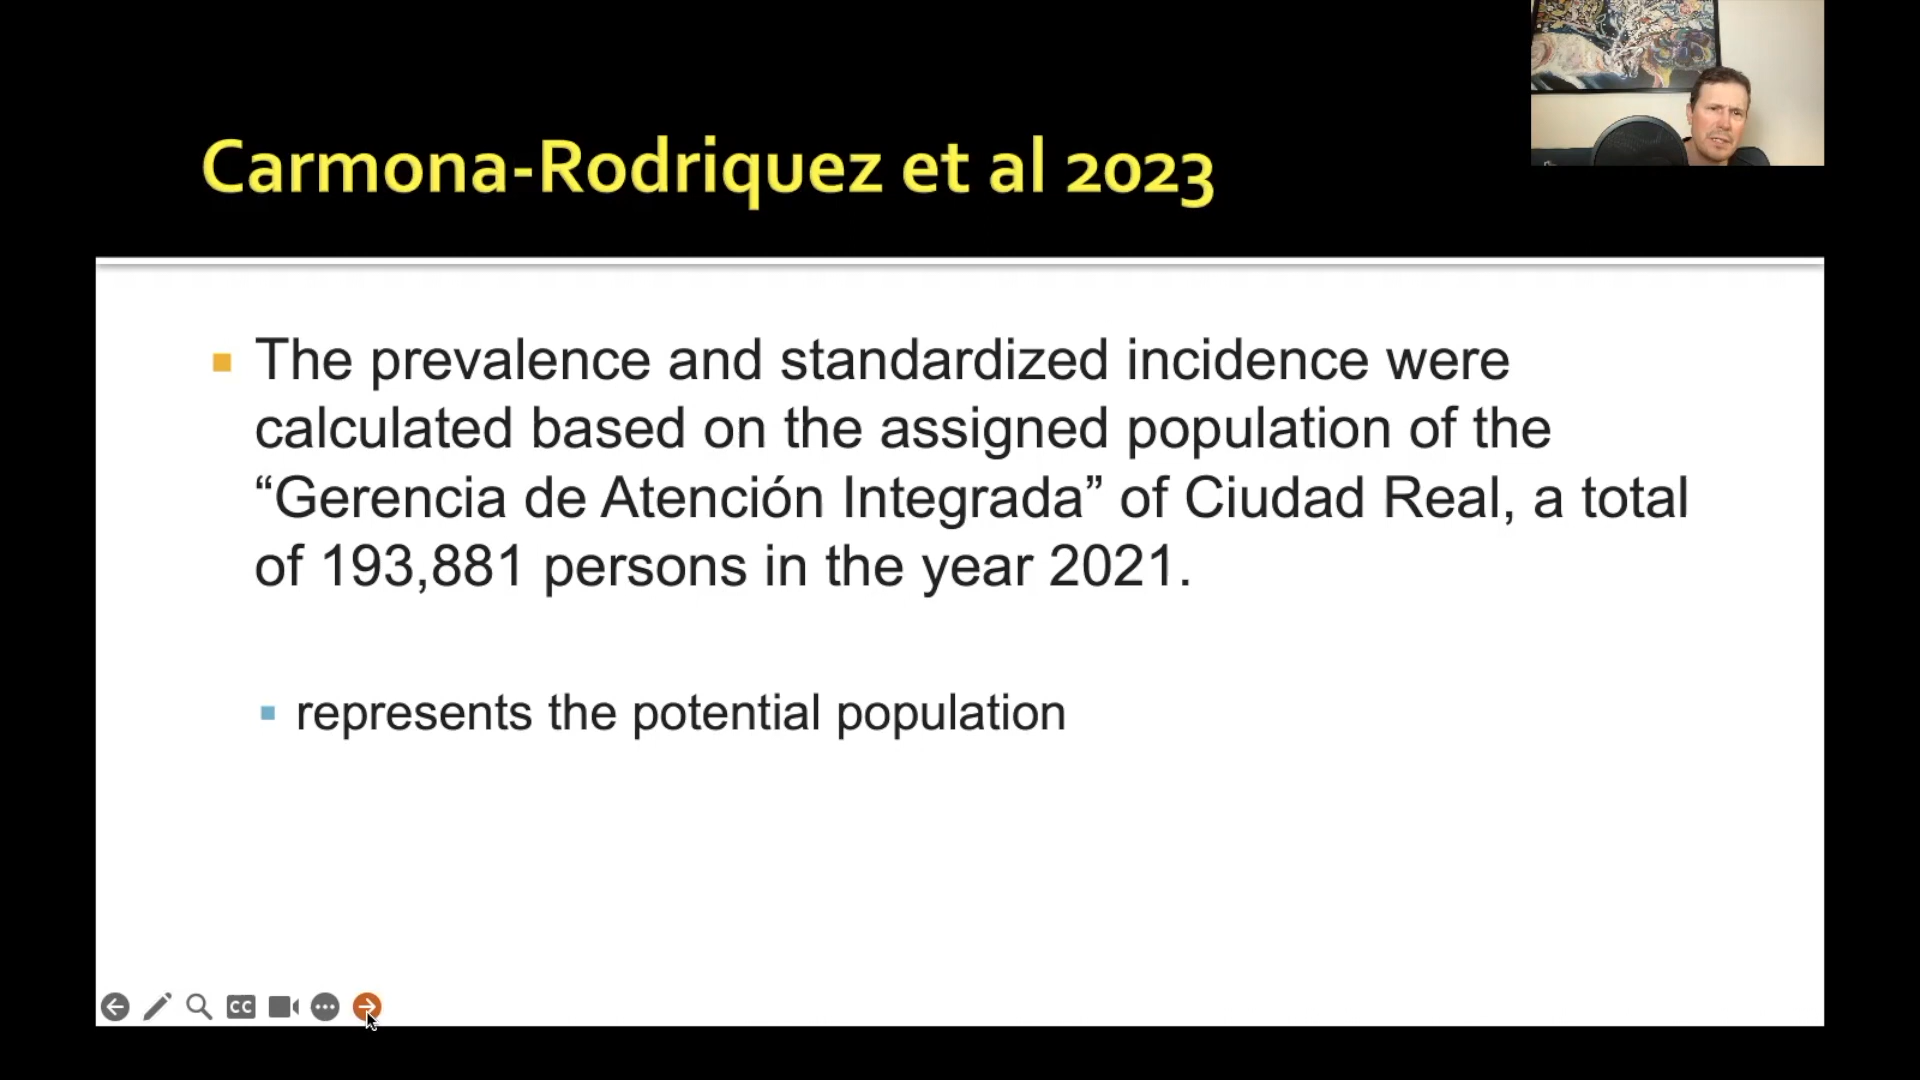 Carmona-Rodriquez et al 2023
The prevalence and standardized incidence were
calculated based on the assigned population of the
“Gerencia de Atención Integrada” of Ciudad Real, a total
of 193,881 persons in the year 2021.
represents the potential population
CC